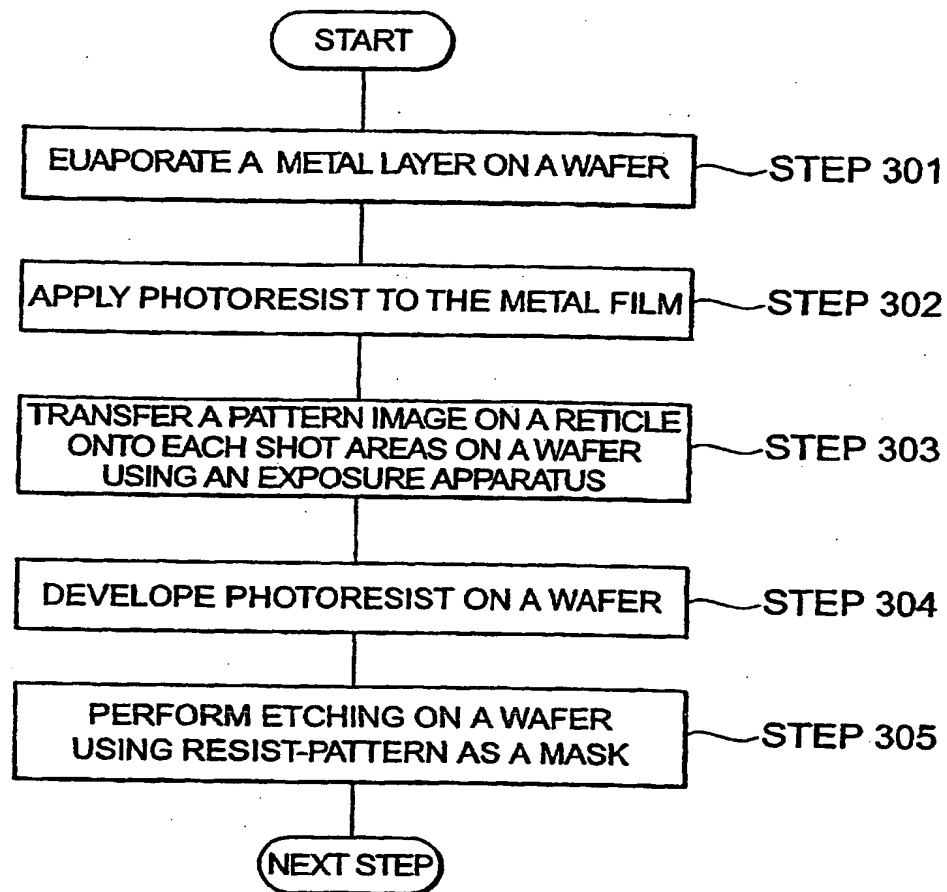 START
EUAPORATE A METAL LAYER ON A WAFER
STEP 301
APPLY PHOTORESIST TO THE METAL FILM
STEP 302
TRANSFER A PATTERN IMAGE ON A RETICLE
ONTO EACH SHOT AREAS ON A WAFER
USING AN EXPOSURE APPARATUS
STEP 303
DEVELOPE PHOTORESIST ON A WAFER
STEP 304
PERFORM ETCHING ON A WAFER
USING RESIST-PATTERN AS A MASK
STEP 305
NEXT STEP